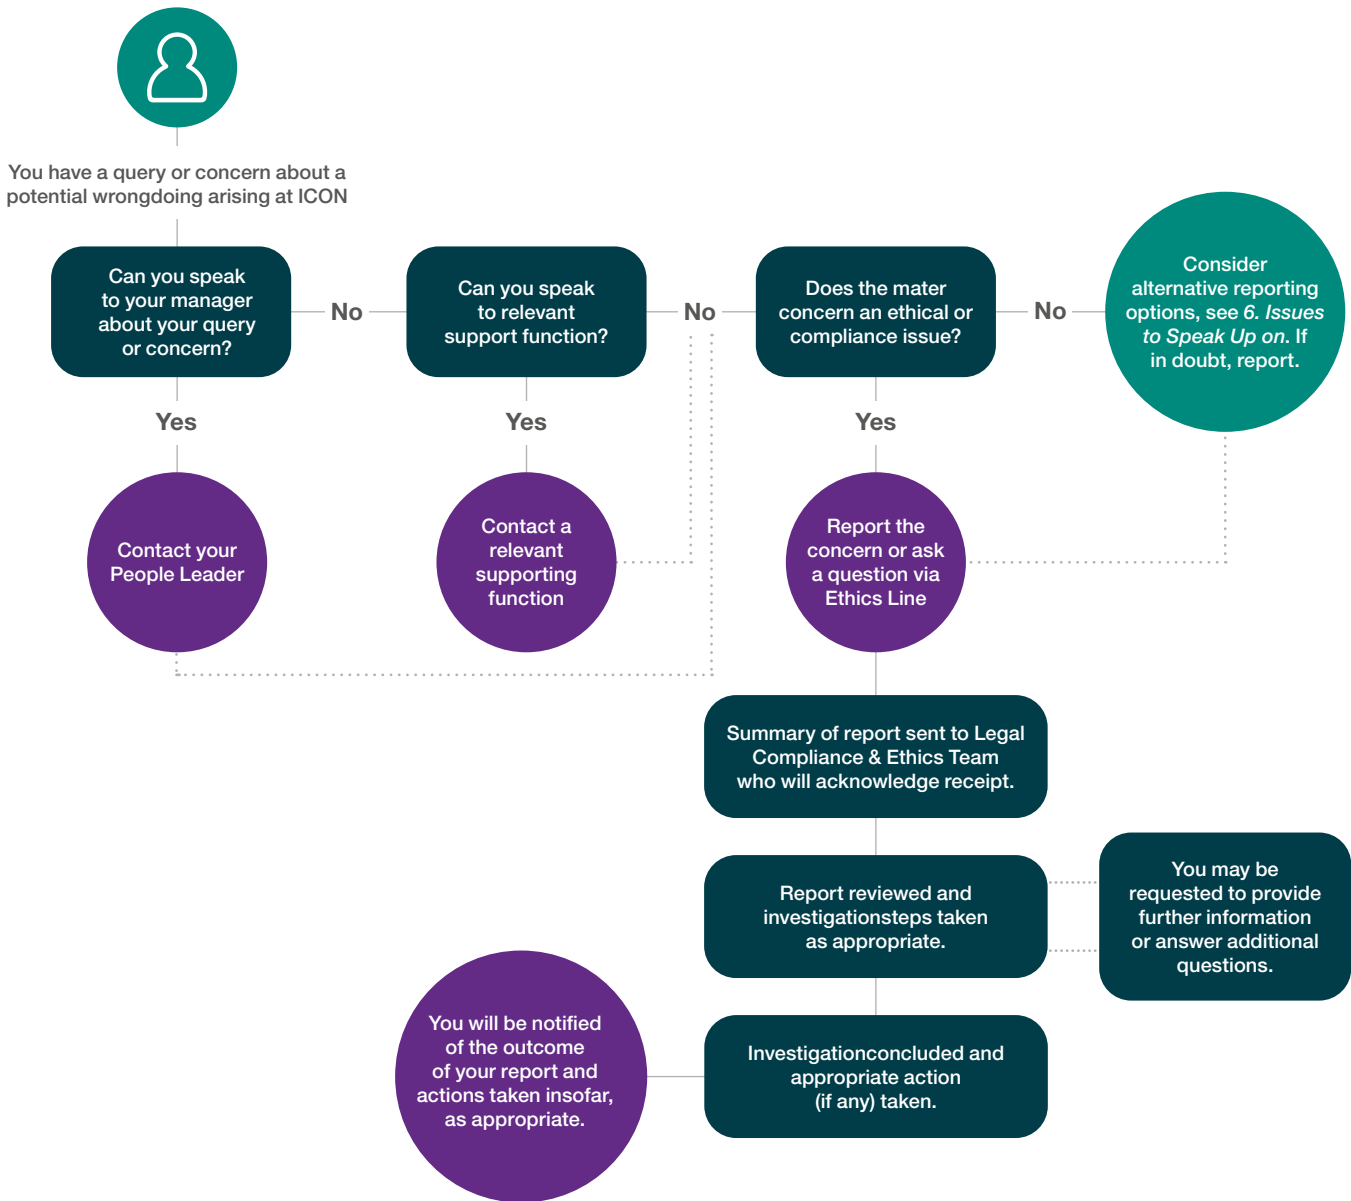 You have a query or concern about a
potential wrongdoing arising at ICON
Can you speak
to your manager
about your query
or concern?
No
Can you speak
to relevant
support function?
No
Does the mater
concern an ethical or
compliance issue?
No
Consider
alternative reporting
options, see 6. Issues
to Speak Up on. If
in doubt, report.
Yes
Yes
Yes
Contact your
People Leader
Contact a
relevant
supporting
function
Report the
concern or ask
a question via
Ethics Line
Summary of report sent to Legal
Compliance & Ethics Team
who will acknowledge receipt.
Report reviewed and
investigationsteps taken
as appropriate.
You may be
requested to provide
further information
or answer additional
questions.
You will be notified
of the outcome
of your report and
actions taken insofar,
as appropriate.
Investigationconcluded and
appropriate action
(if any) taken.